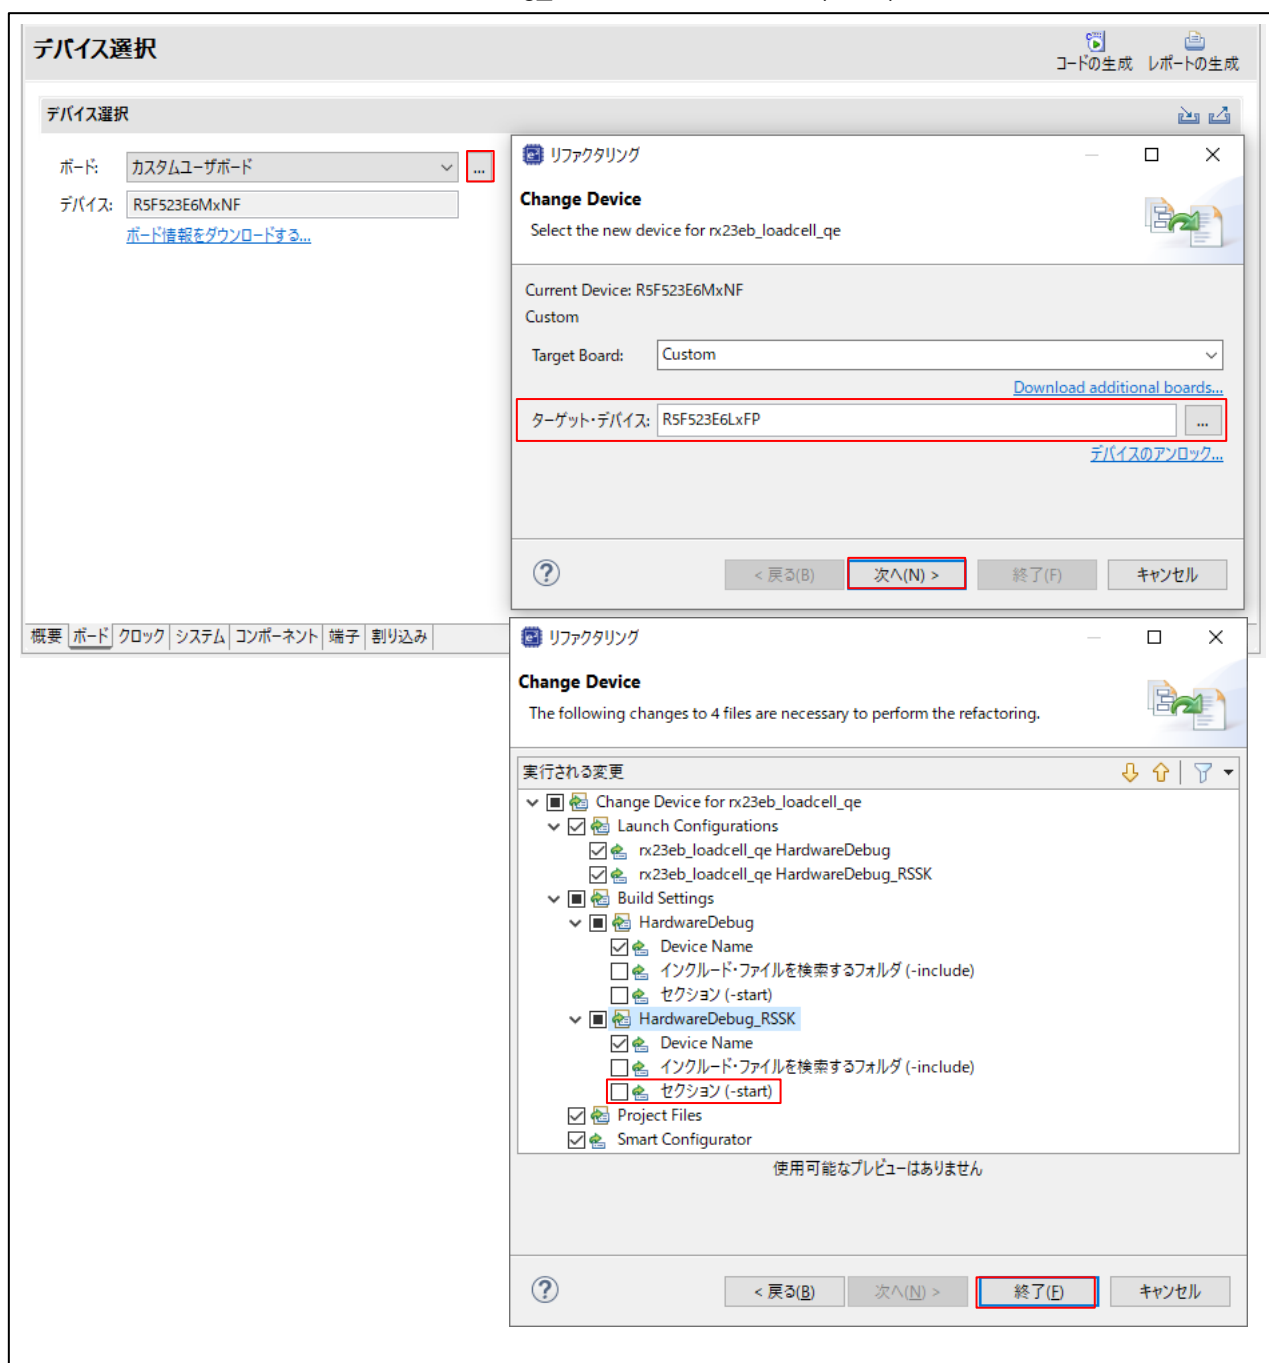 デバイス選択
コードの生成 レポートの生成
デバイス選択
ボード: カスタムユーザボード ...
デバイス: R5F523E6MxNF
ボード情報をダウンロードする...
概要 ボード クロック システム コンポーネント 端子 割り込み
リファクタリング
Change Device
Select the new device for rx23eb_loadcell_qe
Current Device: R5F523E6MxNF
Custom
Target Board: Custom
Download additional boards...
ターゲット・デバイス: R5F523E6LxFP ...
デバイスのアンロック...
< 戻る(B) 次へ(N) > 終了(F) キャンセル
リファクタリング
Change Device
The following changes to 4 files are necessary to perform the refactoring.
実行される変更
Change Device for rx23eb_loadcell_qe
Launch Configurations
rx23eb_loadcell_qe HardwareDebug
rx23eb_loadcell_qe HardwareDebug_RSSK
Build Settings
HardwareDebug
Device Name
インクルード・ファイルを検索するフォルダ (-include)
セクション (-start)
HardwareDebug_RSSK
Device Name
インクルード・ファイルを検索するフォルダ (-include)
セクション (-start)
Project Files
Smart Configurator
使用可能なプレビューはありません
< 戻る(B) 次へ(N) > 終了(F) キャンセル